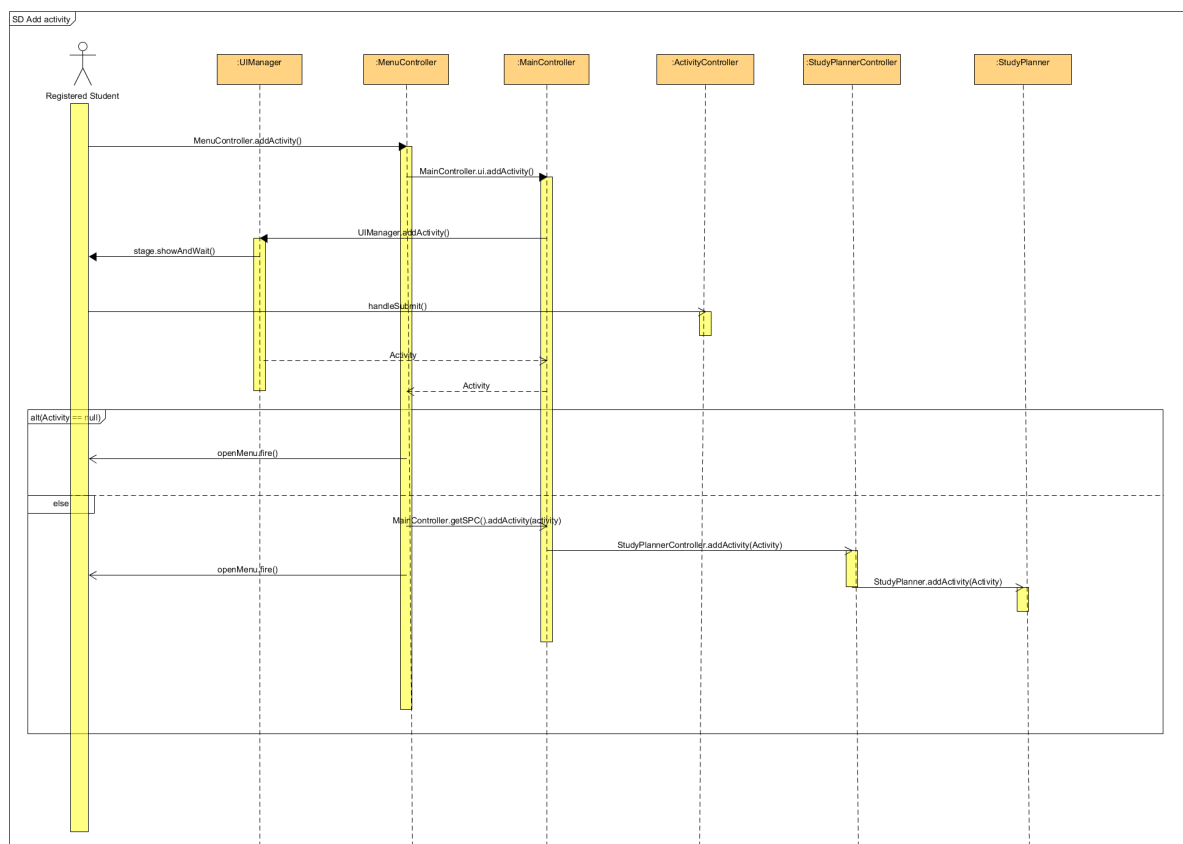 SD Add activity
Registered Student
:UIManager
:MenuController
:MainController
:ActivityController
:StudyPlannerController
:StudyPlanner
MenuController.addActivity()
MainController.ui.addActivity()
UIManager.addActivity()
stage.showAndWait()
handleSubmit()
Activity
Activity
alt(Activity == null)
openMenu.fire()
else
MainController.getSPC().addActivity(activity)
StudyPlannerController.addActivity(Activity)
openMenu.fire()
StudyPlanner.addActivity(Activity)